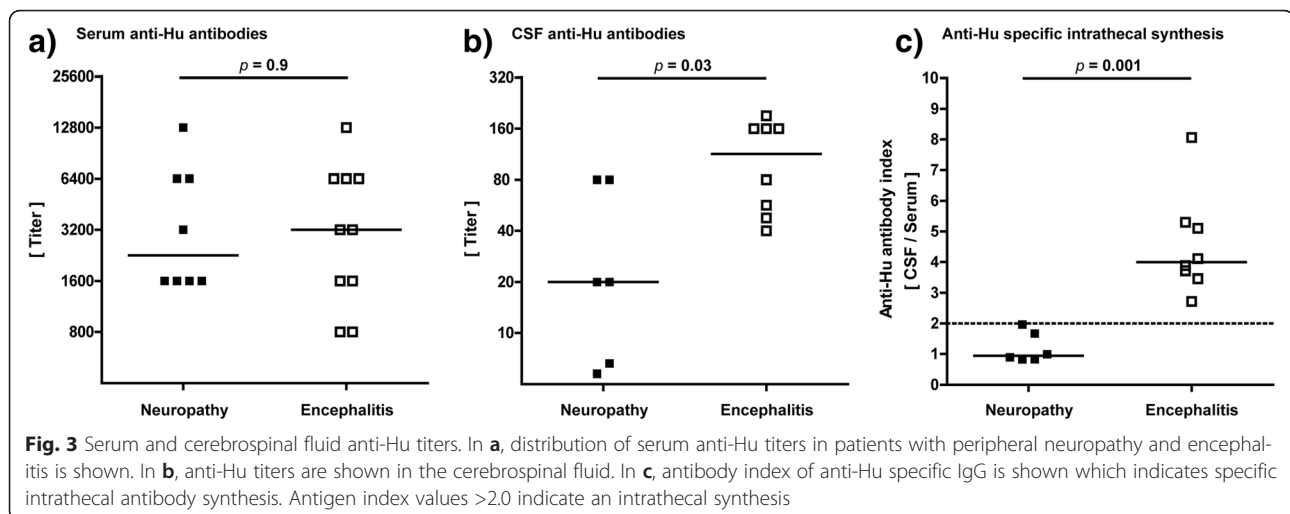 a) Serum anti-Hu antibodies
p = 0.9
25600
12800
6400
3200
1600
800
[ Titer ]
Neuropathy Encephalitis
b) CSF anti-Hu antibodies
p = 0.03
320
160
80
40
20
10
[ Titer ]
Neuropathy Encephalitis
c) Anti-Hu specific intrathecal synthesis
p = 0.001
10
9
8
7
6
5
4
3
2
1
0
Anti-Hu antibody index
[ CSF / Serum ]
Neuropathy Encephalitis
Fig. 3 Serum and cerebrospinal fluid anti-Hu titers. In a, distribution of serum anti-Hu titers in patients with peripheral neuropathy and encephal-
itis is shown. In b, anti-Hu titers are shown in the cerebrospinal fluid. In c, antibody index of anti-Hu specific IgG is shown which indicates specific
intrathecal antibody synthesis. Antigen index values >2.0 indicate an intrathecal synthesis